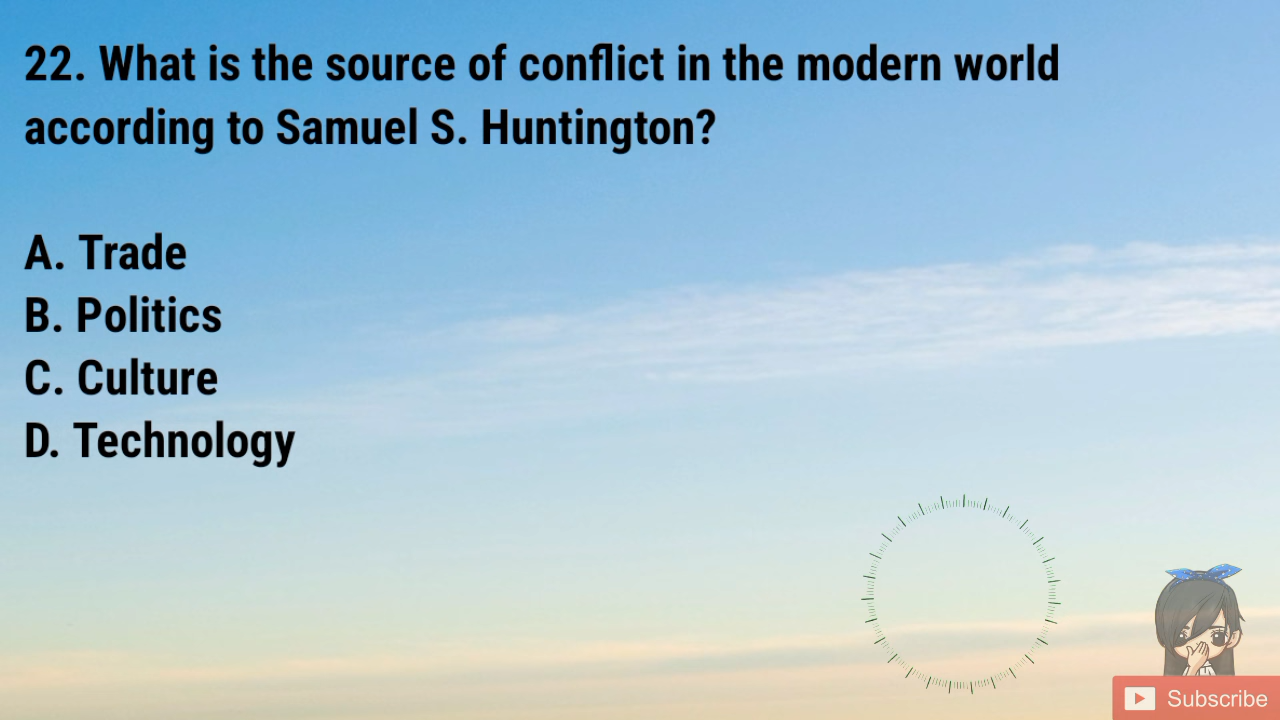 22. What is the source of conflict in the modern world
according to Samuel S. Huntington?
A. Trade
B. Politics
C. Culture
D. Technology
Subscribe